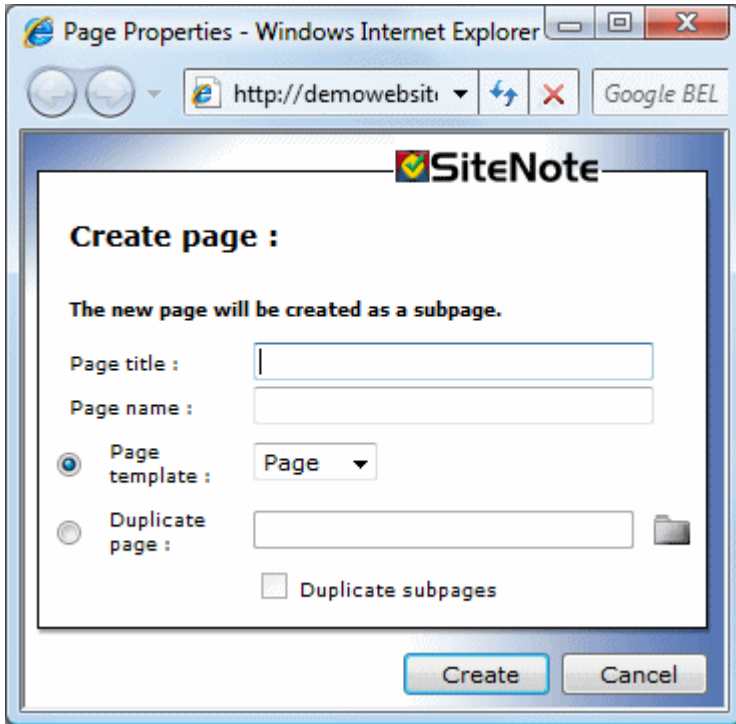 Page Properties - Windows Internet Explorer
http://demowebsite
Google BEL
SiteNote
Create page :
The new page will be created as a subpage.
Page title :
Page name :
Page
template :
Page
Duplicate
page :
Duplicate subpages
Create
Cancel